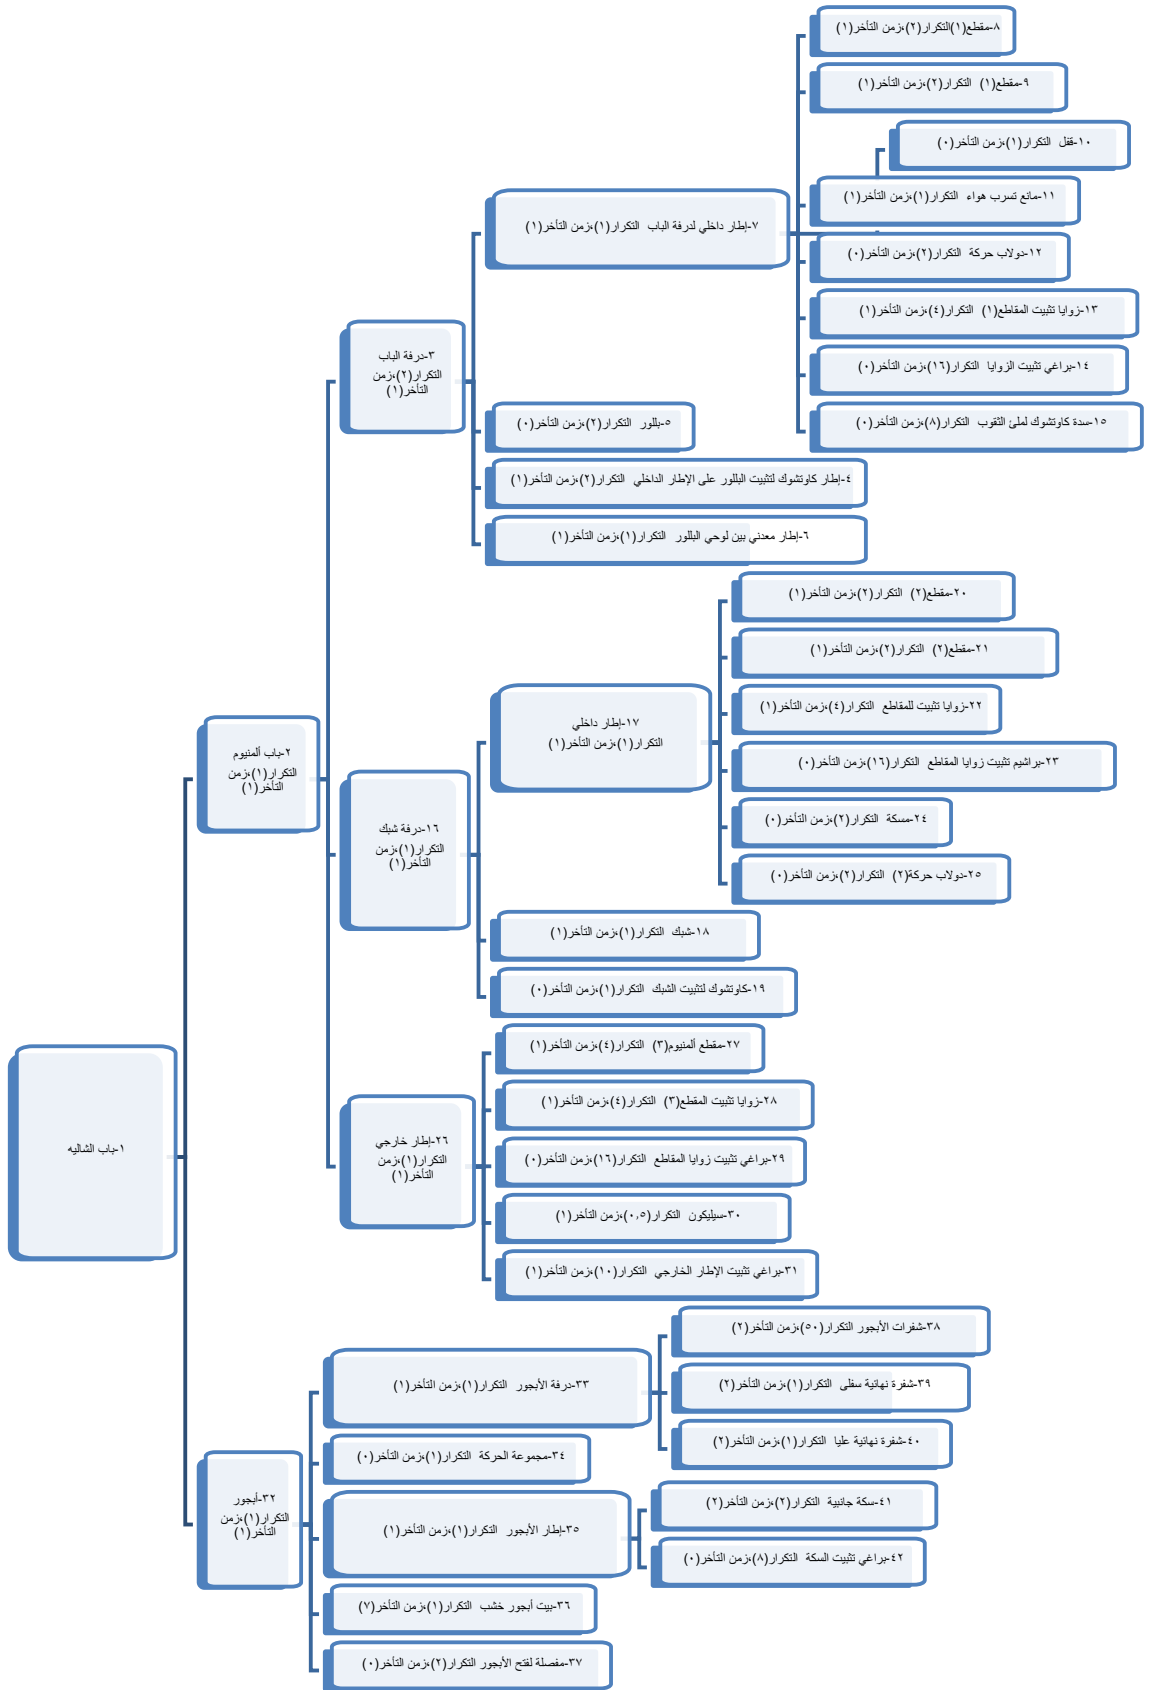 ١-باب الشاليه
٢-باب ألمنيوم
التكرار(١)،زمن
التأخر(١)
٣-درفة الباب
التكرار(٢)،زمن
التأخر(١)
٧-إطار داخلي لدرفة الباب التكرار(١)،زمن التأخر(١)
٨-مقطع(١)التكرار(٢)،زمن التأخر(١)
٩-مقطع(١) التكرار(٢)،زمن التأخر(١)
١٠-قفل التكرار(١)،زمن التأخر(٠)
١١-مانع تسرب هواء التكرار(١)،زمن التأخر(١)
١٢-دولاب حركة التكرار(٢)،زمن التأخر(٠)
١٣-زوايا تثبيت المقاطع(١) التكرار(٤)،زمن التأخر(١)
١٤-براغي تثبيت الزوايا التكرار(١٦)،زمن التأخر(٠)
١٥-سدة كاوتشوك لملئ الثقوب التكرار(٨)،زمن التأخر(٠)
٥-بللور التكرار(٢)،زمن التأخر(٠)
٤-إطار كاوتشوك لتثبيت البللور على الإطار الداخلي التكرار(٢)،زمن التأخر(١)
٦-إطار معدني بين لوحي البللور التكرار(١)،زمن التأخر(١)
١٦-درفة شبك
التكرار(١)،زمن
التأخر(١)
١٧-إطار داخلي
التكرار(١)،زمن التأخر(١)
٢٠-مقطع(٢) التكرار(٢)،زمن التأخر(١)
٢١-مقطع(٢) التكرار(٢)،زمن التأخر(١)
٢٢-زوايا تثبيت للمقاطع التكرار(٤)،زمن التأخر(١)
٢٣-براشيم تثبيت زوايا المقاطع التكرار(١٦)،زمن التأخر(٠)
٢٤-مسكة التكرار(٢)،زمن التأخر(٠)
٢٥-دولاب حركة(٢) التكرار(٢)،زمن التأخر(٠)
١٨-شبك التكرار(١)،زمن التأخر(١)
١٩-كاوتشوك لتثبيت الشبك التكرار(١)،زمن التأخر(٠)
٢٦-إطار خارجي
التكرار(١)،زمن
التأخر(١)
٢٧-مقطع ألمنيوم(٣) التكرار(٤)،زمن التأخر(١)
٢٨-زوايا تثبيت المقطع(٣) التكرار(٤)،زمن التأخر(١)
٢٩-براغي تثبيت زوايا المقاطع التكرار(١٦)،زمن التأخر(٠)
٣٠-سيليكون التكرار(٠,٥)،زمن التأخر(١)
٣١-براغي تثبيت الإطار الخارجي التكرار(١٠)،زمن التأخر(١)
٣٢-أبجور
التكرار(١)،زمن
التأخر(١)
٣٣-درفة الأبجور التكرار(١)،زمن التأخر(١)
٣٨-شفرات الأبجور التكرار(٥٠)،زمن التأخر(٢)
٣٩-شفرة نهائية سفلى التكرار(١)،زمن التأخر(٢)
٤٠-شفرة نهائية عليا التكرار(١)،زمن التأخر(٢)
٣٤-مجموعة الحركة التكرار(١)،زمن التأخر(٠)
٣٥-إطار الأبجور التكرار(١)،زمن التأخر(١)
٤١-سكة جانبية التكرار(٢)،زمن التأخر(٢)
٤٢-براغي تثبيت السكة التكرار(٨)،زمن التأخر(٠)
٣٦-بيت أبجور خشب التكرار(١)،زمن التأخر(٧)
٣٧-مفصلة لفتح الأبجور التكرار(٢)،زمن التأخر(٠)